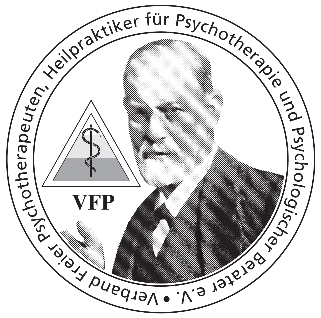 Verband Freier Psychotherapeuten, Heilpraktiker für Psychotherapie und Psychologischer Berater e.V. •
VFP